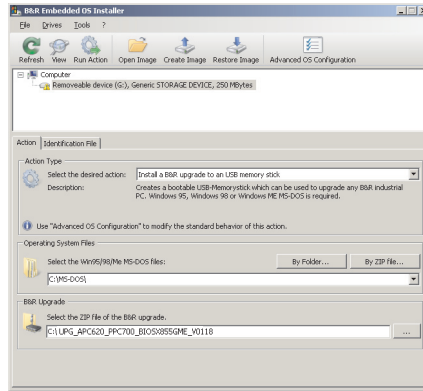 B&R Embedded OS Installer
File Drives Tools ?
Refresh View Run Action Open Image Create Image Restore Image Advanced OS Configuration
Computer
Removeable device (G:), Generic STORAGE DEVICE, 250 MBytes
Action Identification File
Action Type
Select the desired action: Install a B&R upgrade to an USB memory stick
Description: Creates a bootable USB-Memorystick which can be used to upgrade any B&R industrial
PC. Windows 95, Windows 98 or Windows ME MS-DOS is required.
Use "Advanced OS Configuration" to modify the standard behavior of this action.
Operating System Files
Select the Win95/98/Me MS-DOS files: By Folder... By ZIP file...
C:\MS-DOS\
B&R Upgrade
Select the ZIP file of the B&R upgrade.
C:\UPG_APC620_PPC700_BIOSX855GME_V0118 ...